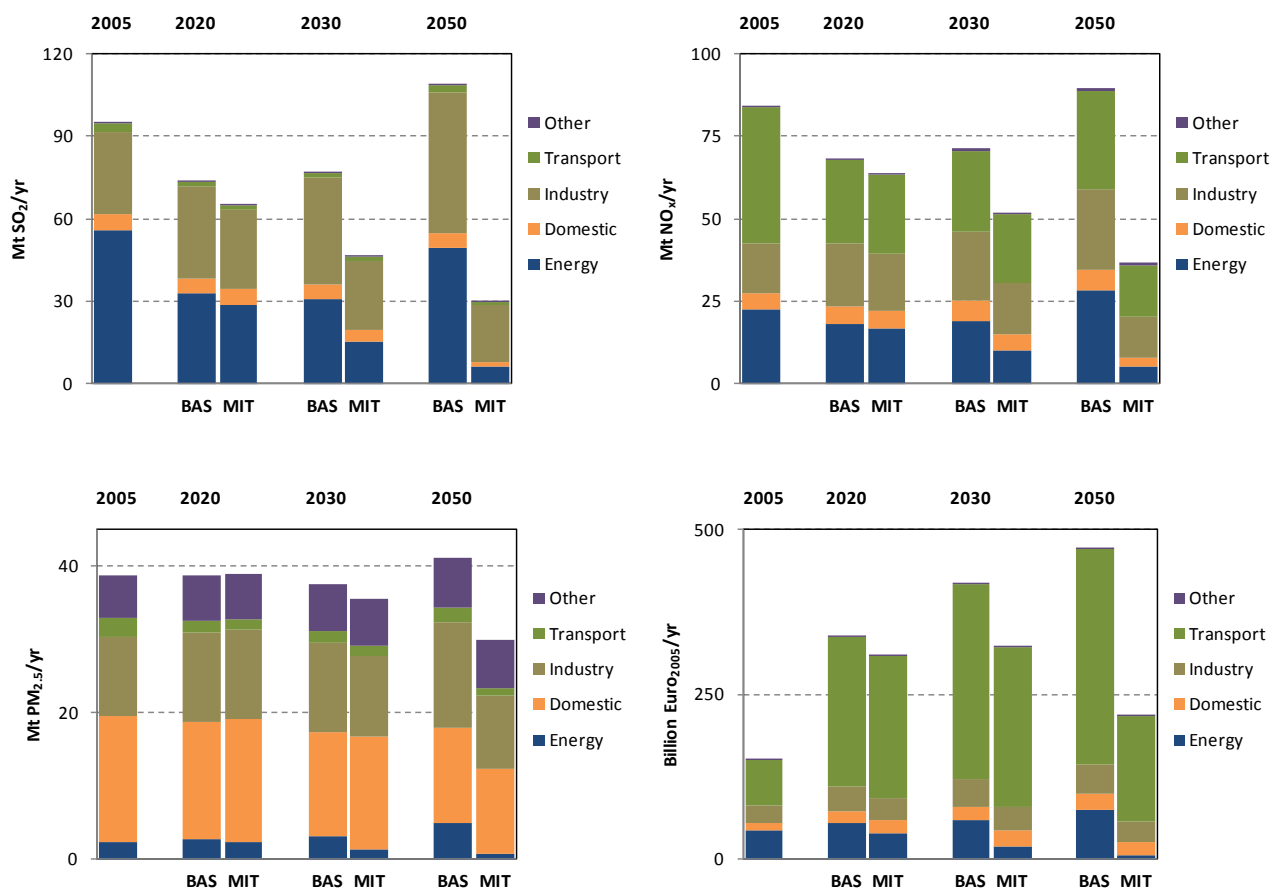 2005 2020 2030 2050
120
90
60
30
0
Mt SO₂/yr
BAS MIT BAS MIT BAS MIT
Other
Transport
Industry
Domestic
Energy
100
75
50
25
0
Mt NOₓ/yr
BAS MIT BAS MIT BAS MIT
Other
Transport
Industry
Domestic
Energy
2005 2020 2030 2050
40
20
0
Mt PM₂.₅/yr
BAS MIT BAS MIT BAS MIT
Other
Transport
Industry
Domestic
Energy
2005 2020 2030 2050
500
250
0
Billion Euro₂₀₀₅/yr
BAS MIT BAS MIT BAS MIT
Other
Transport
Industry
Domestic
Energy